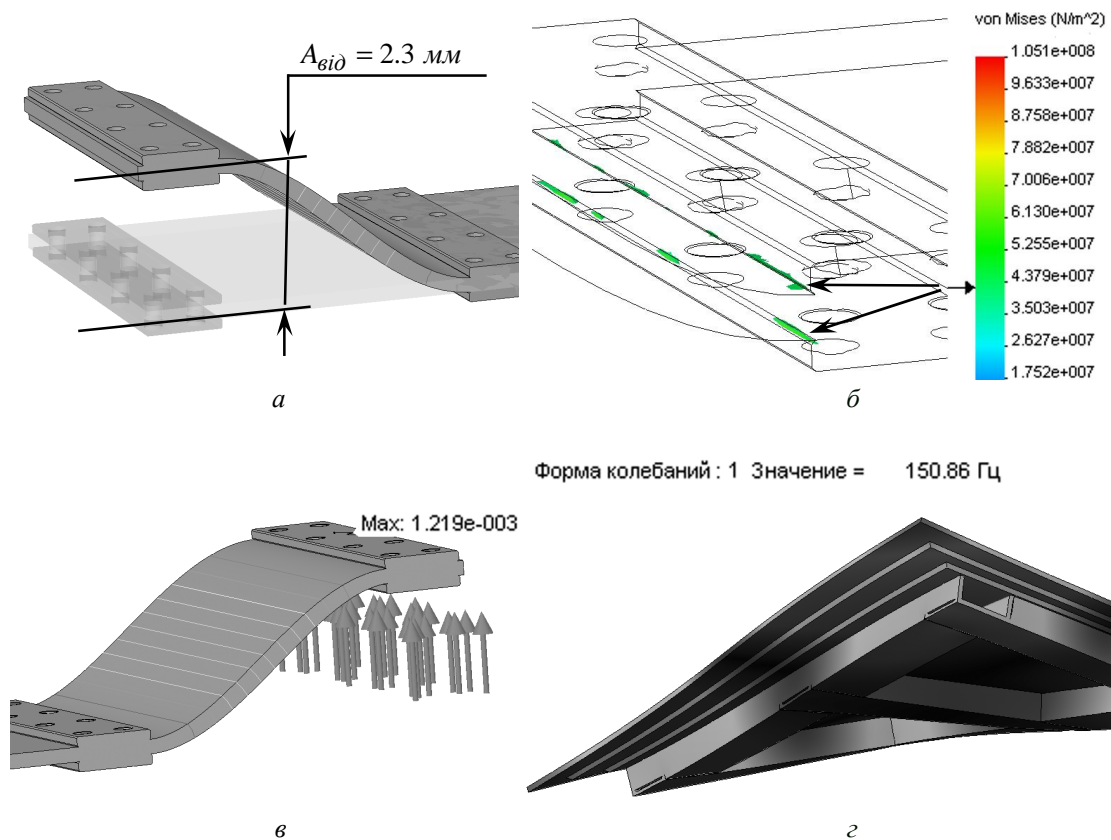 A_від = 2.3 мм
von Mises (N/m^2)
1.051e+008
9.633e+007
8.758e+007
7.882e+007
7.006e+007
6.130e+007
5.255e+007
4.379e+007
3.503e+007
2.627e+007
1.752e+007
а
б
Форма колебаний : 1 Значение = 150.86 Гц
Max: 1.219e-003
в
г